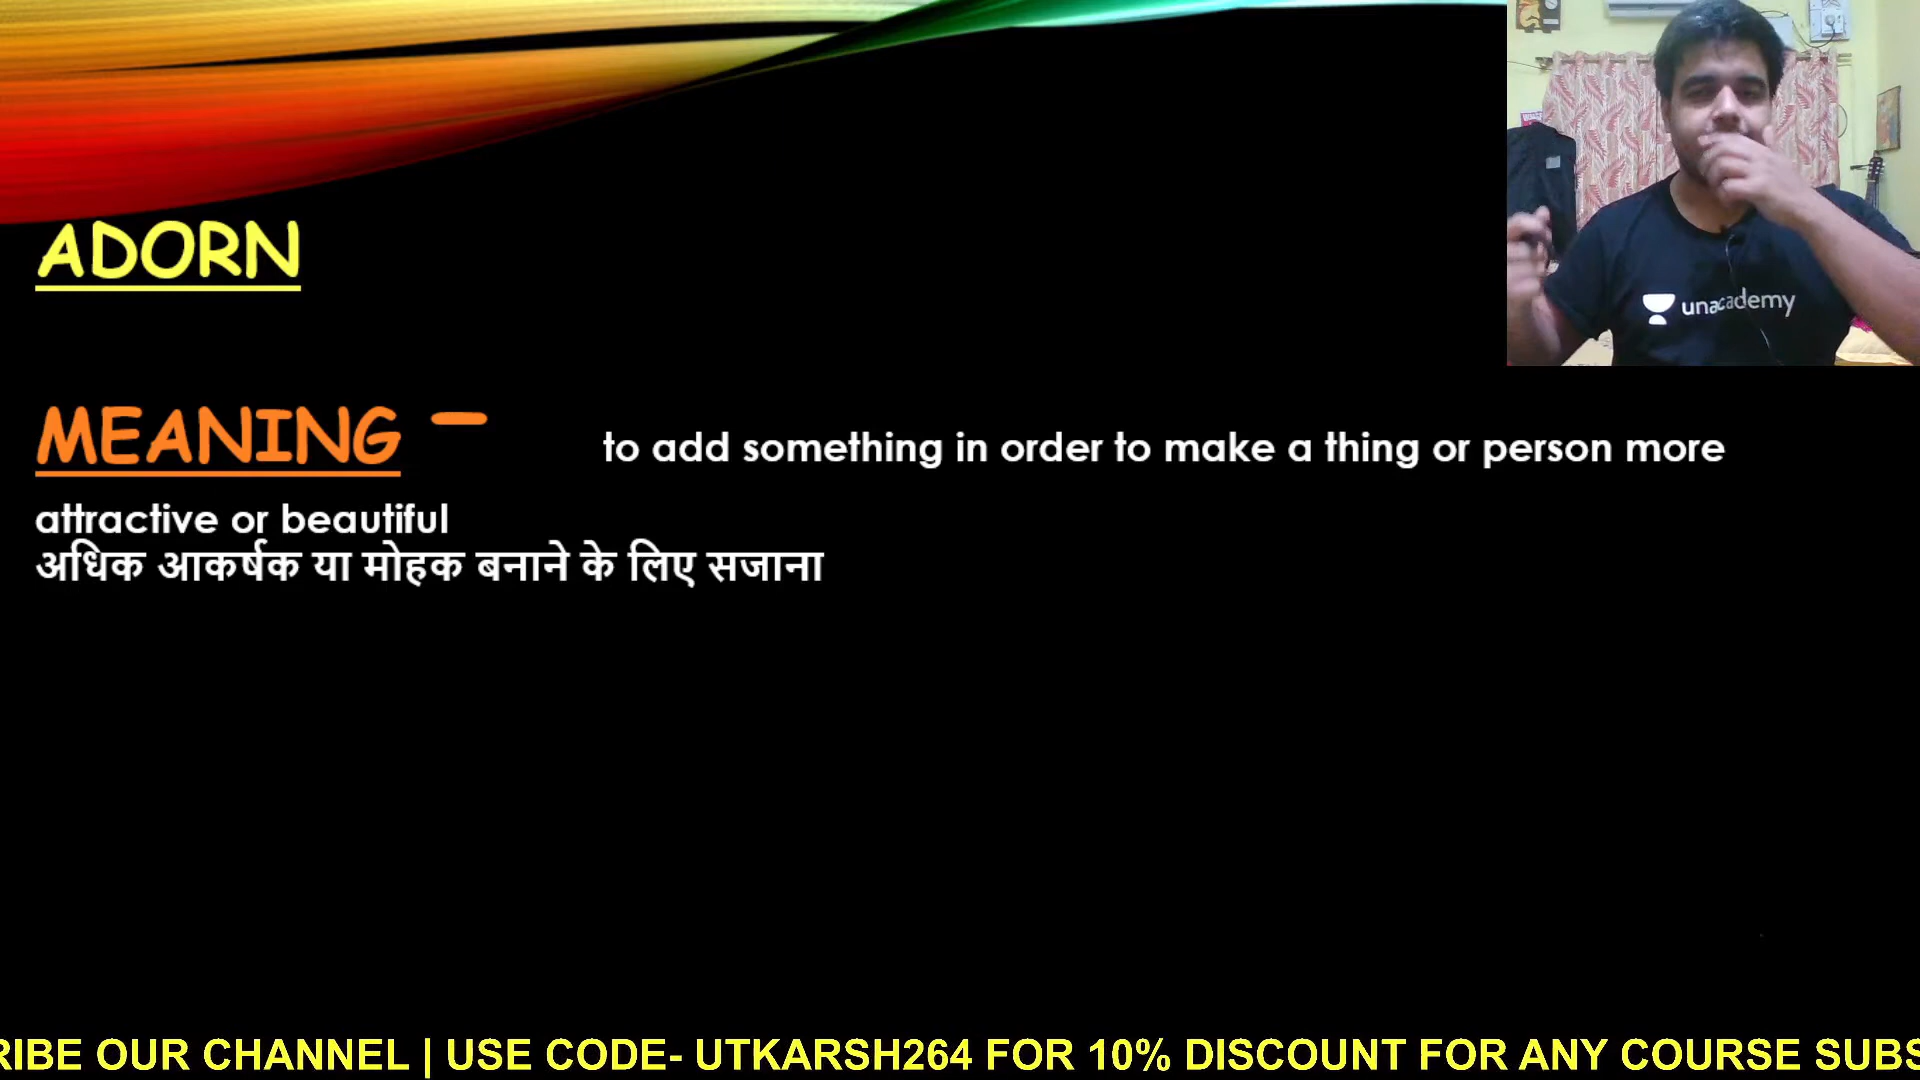 ADORN
unacademy
MEANING – to add something in order to make a thing or person more
attractive or beautiful
अधिक आकर्षक या मोहक बनाने के लिए सजाना
RIBE OUR CHANNEL | USE CODE- UTKARSH264 FOR 10% DISCOUNT FOR ANY COURSE SUBS